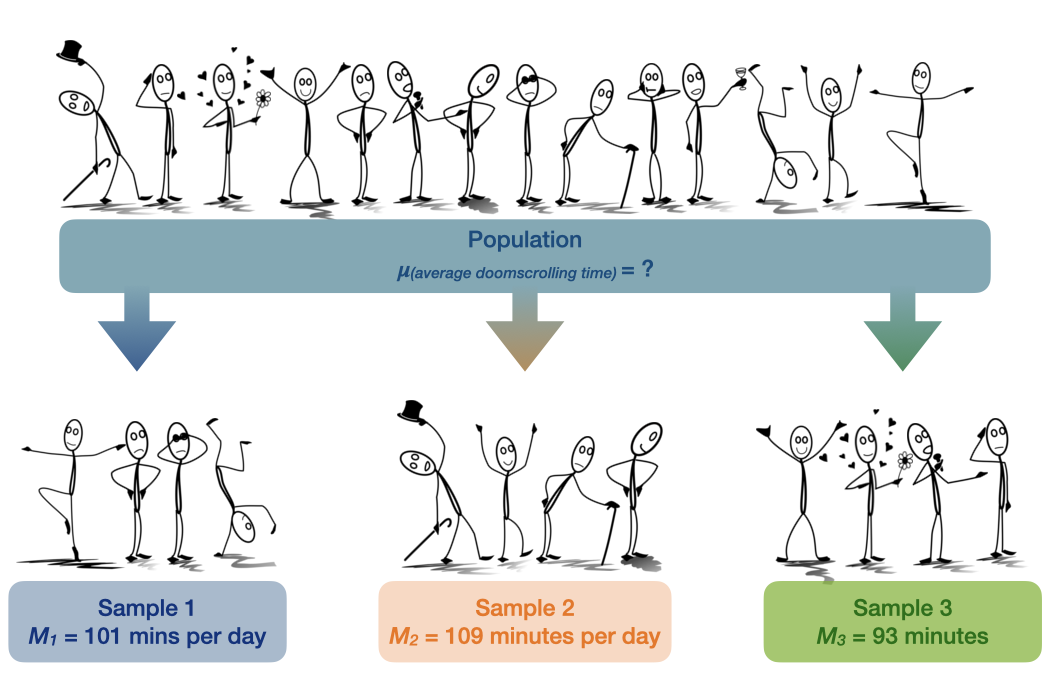 Population
μ(average doomscrolling time) = ?
Sample 1
M₁ = 101 mins per day
Sample 2
M₂ = 109 minutes per day
Sample 3
M₃ = 93 minutes